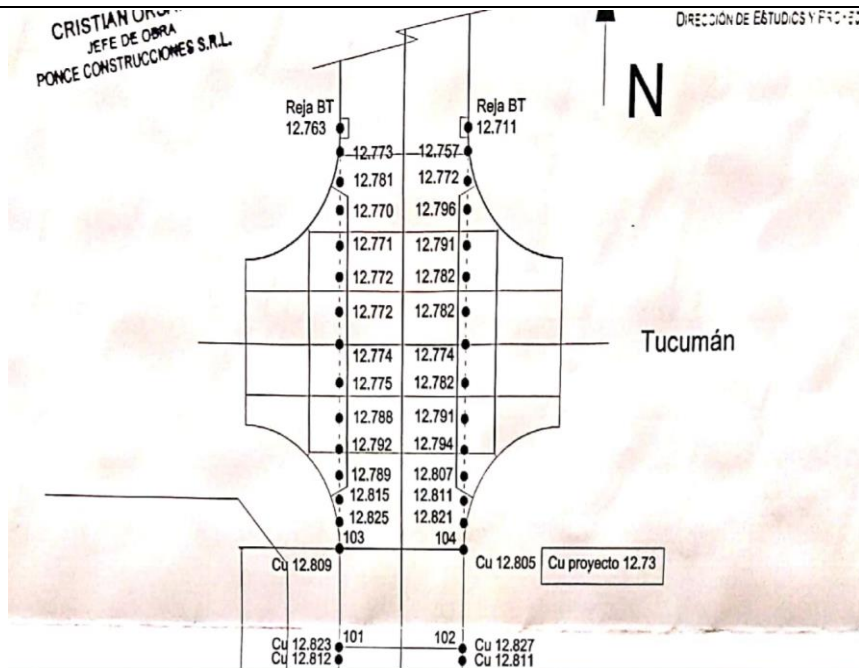 CRISTIAN
JEFE DE OBRA
PONCE CONSTRUCCIONES S.R.L.
DIRECCIÓN DE ESTUDIOS Y
N
Reja BT
12.763
Reja BT
12.711
12.773 12.757
12.781 12.772
12.770 12.796
12.771 12.791
12.772 12.782
12.772 12.782
12.774 12.774
Tucumán
12.775 12.782
12.788 12.791
12.792 12.794
12.789 12.807
12.815 12.811
12.825 12.821
103 104
Cu 12.809 Cu 12.805 Cu proyecto 12.73
101 102
Cu 12.823 Cu 12.827
Cu 12.812 Cu 12.811